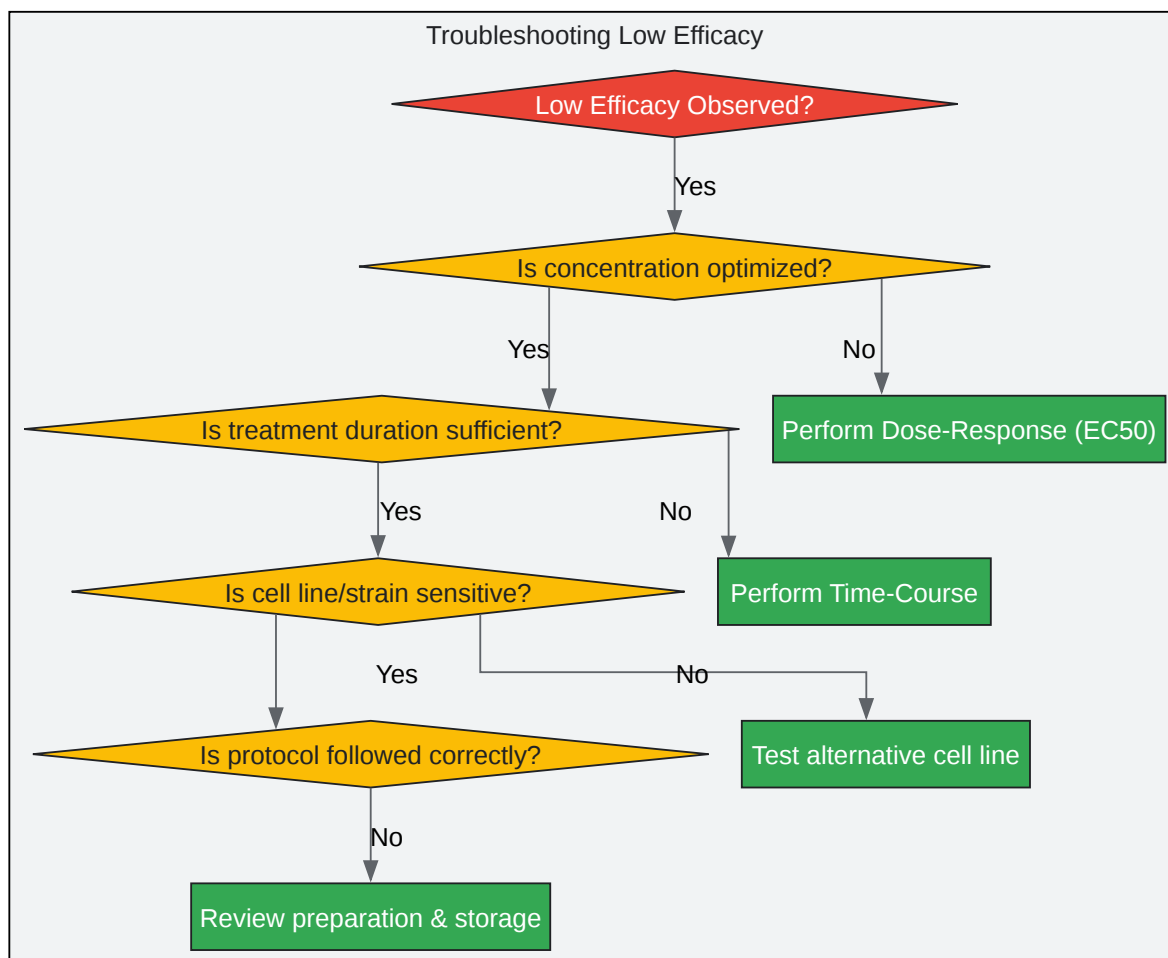 Troubleshooting Low Efficacy
Low Efficacy Observed?
Yes
Is concentration optimized?
Yes
No
Is treatment duration sufficient?
Perform Dose-Response (EC50)
Yes
No
Is cell line/strain sensitive?
Perform Time-Course
Yes
No
Is protocol followed correctly?
Test alternative cell line
No
Review preparation & storage